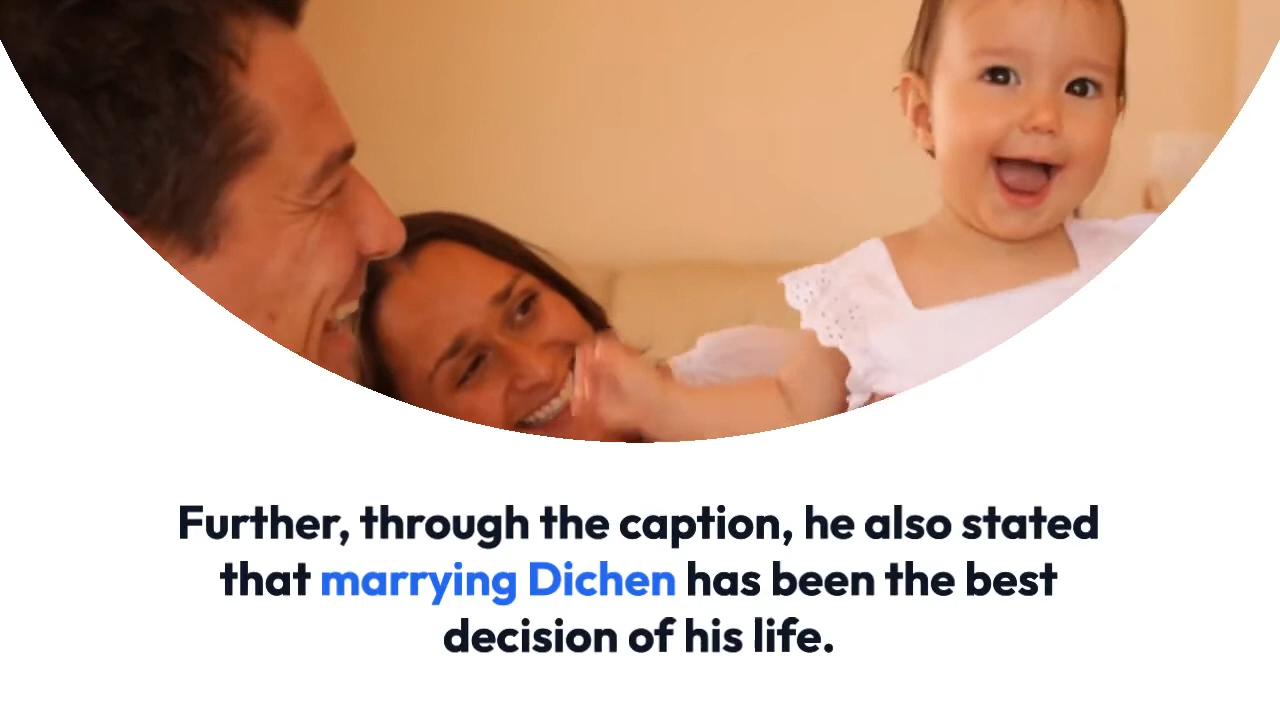 Further, through the caption, he also stated
that marrying Dichen has been the best
decision of his life.